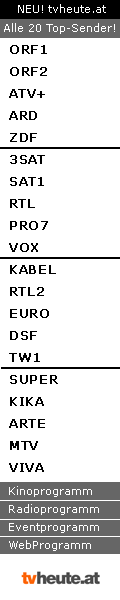 NEU! tvheute.at
Alle 20 Top-Sender!
ORF1
ORF2
ATV+
ARD
ZDF
3SAT
SAT1
RTL
PRO7
VOX
KABEL
RTL2
EURO
DSF
TW1
SUPER
KIKA
ARTE
MTV
VIVA
Kinoprogramm
Radioprogramm
Eventprogramm
WebProgramm
tvheute.at